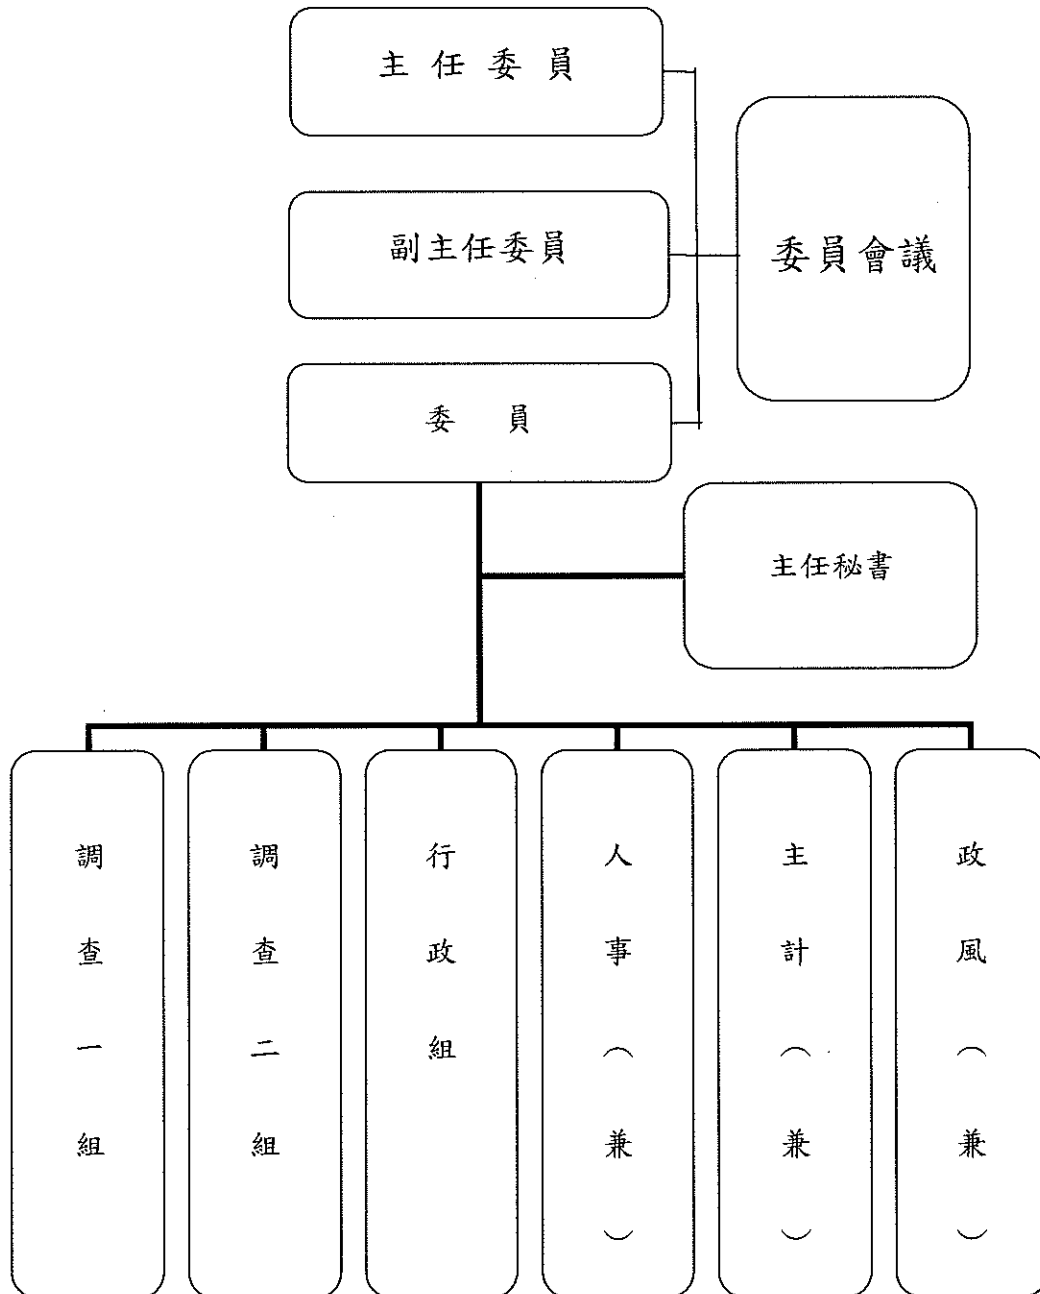 主任委員
副主任委員
委員會議
委員
主任秘書
調查一組
調查二組
行政組
人事（兼）
主計（兼）
政風（兼）